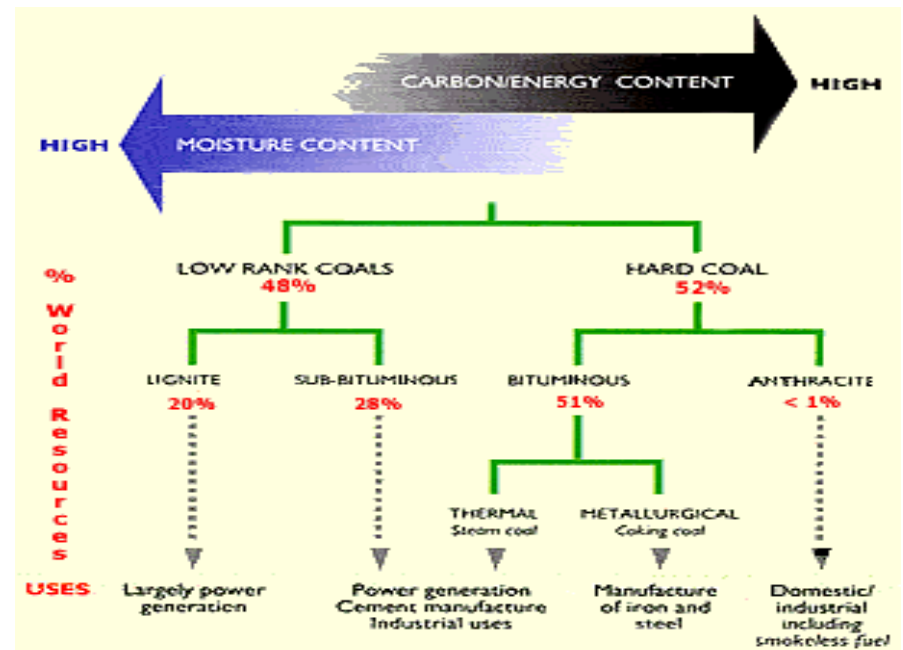 CARBON/ENERGY CONTENT HIGH
HIGH MOISTURE CONTENT
LOW RANK COALS HARD COAL
48% 52%
% World Resources
LIGNITE SUB-BITUMINOUS BITUMINOUS ANTHRACITE
20% 28% 51% < 1%
THERMAL METALLURGICAL
Steam coal Coking coal
USES
Largely power
generation
Power generation
Cement manufacture
Industrial uses
Manufacture
of iron and
steel
Domestic/
industrial
including
smokeless fuel